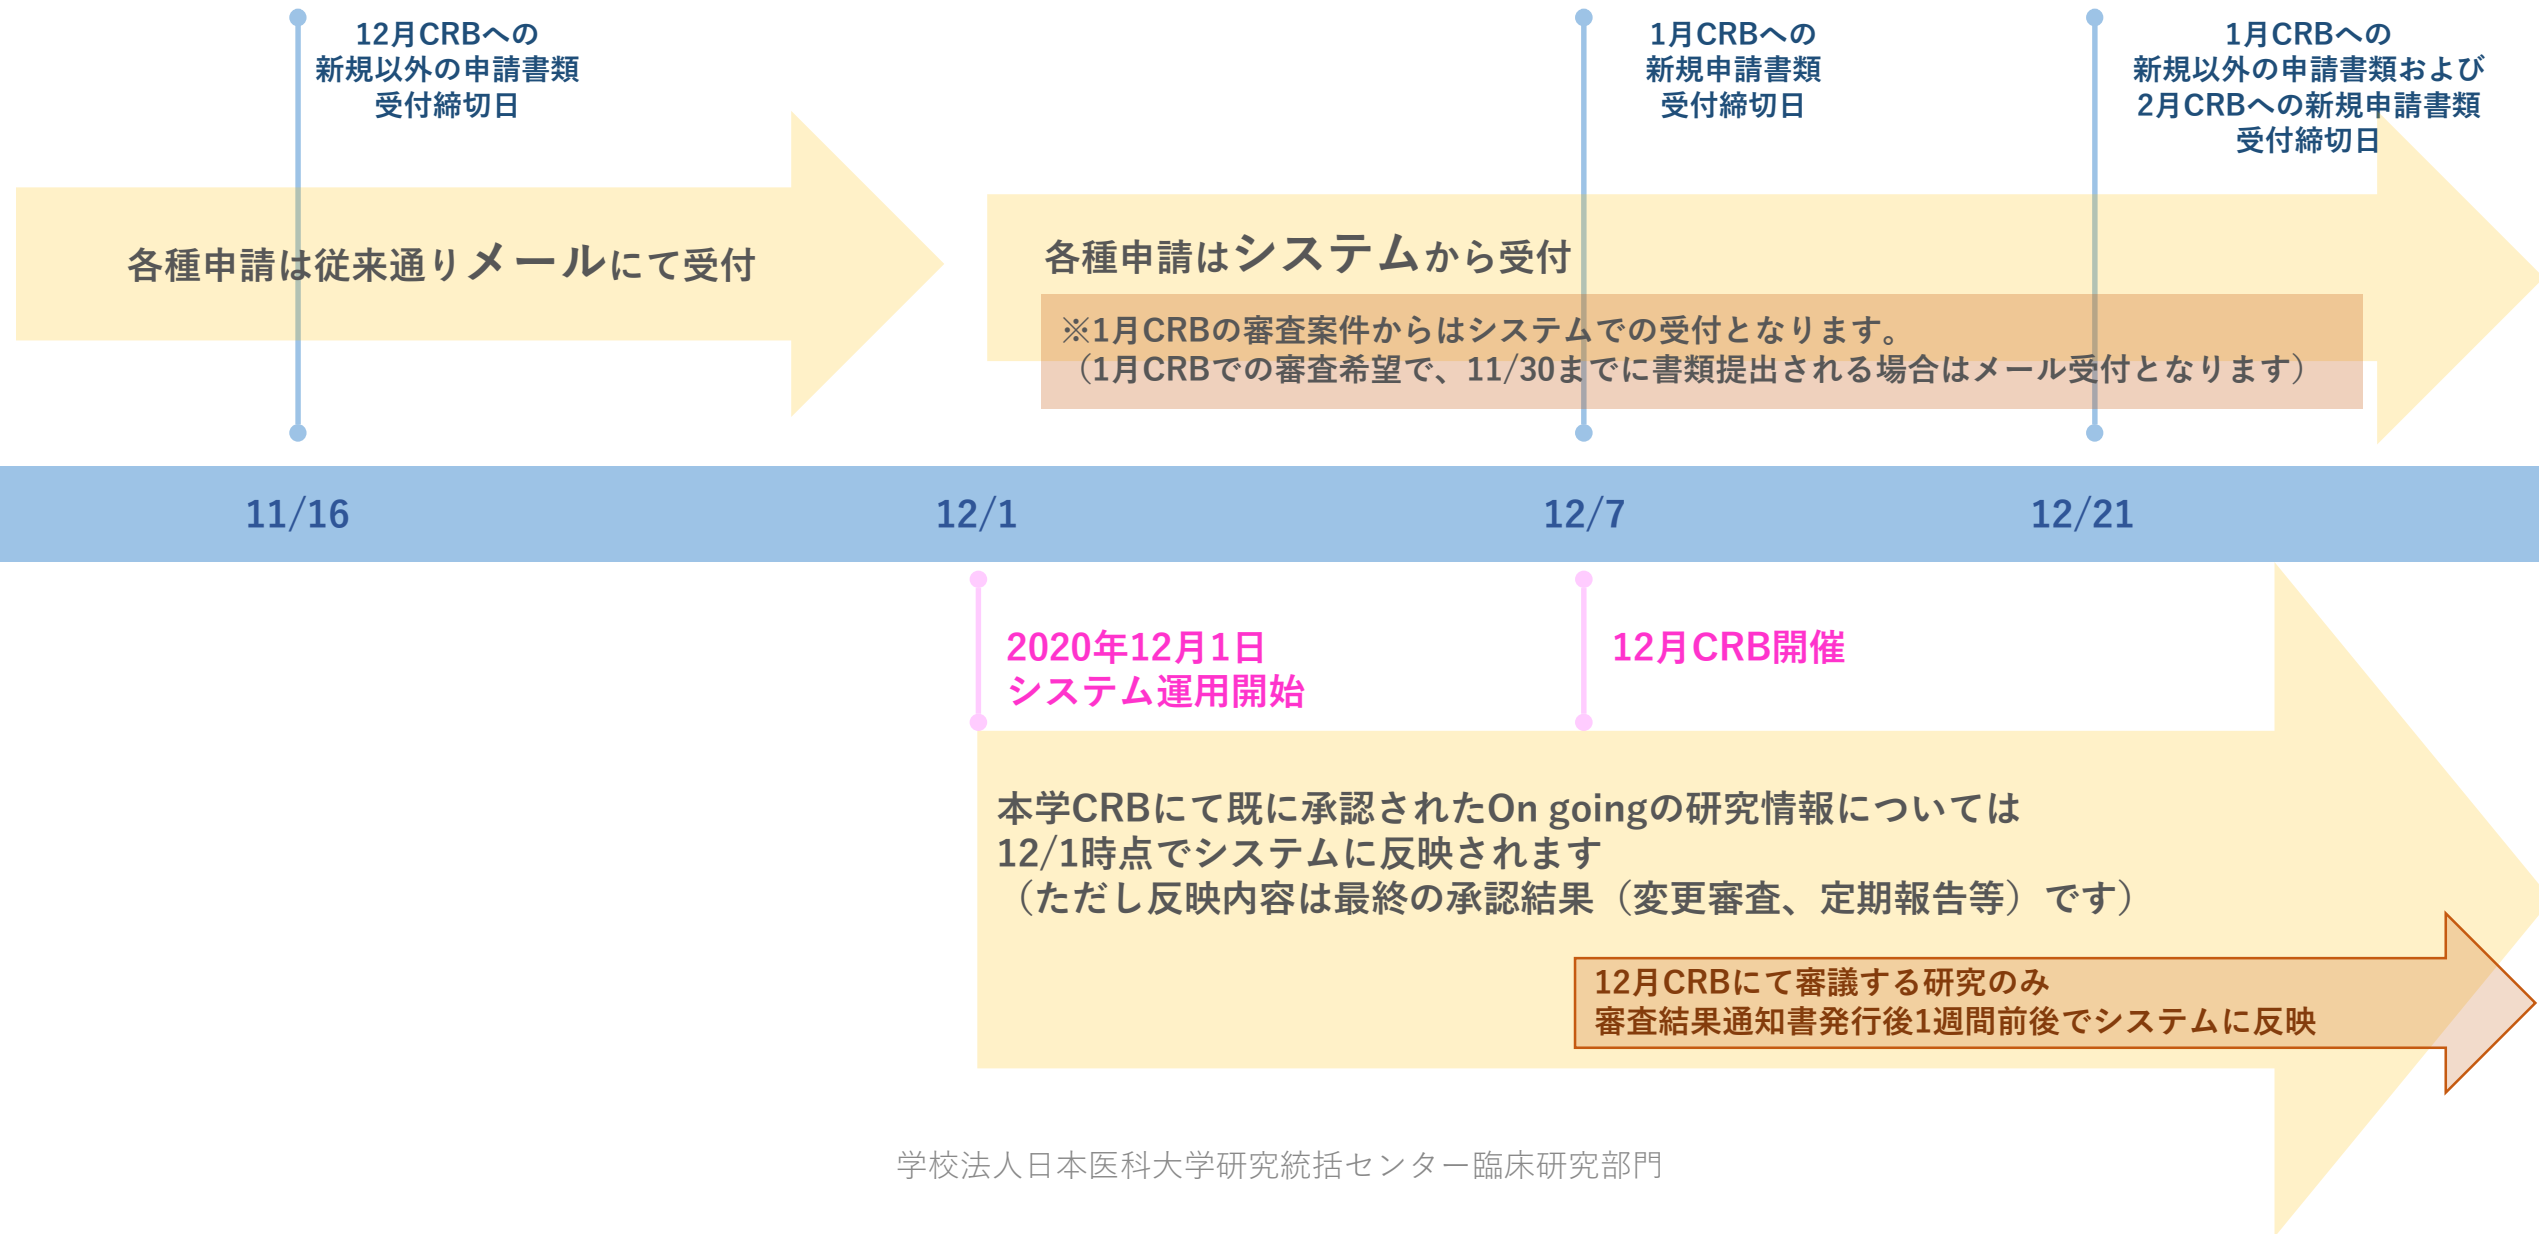 12月CRBへの
新規以外の申請書類
受付締切日
1月CRBへの
新規申請書類
受付締切日
1月CRBへの
新規以外の申請書類および
2月CRBへの新規申請書類
受付締切日
各種申請は従来通りメールにて受付
各種申請はシステムから受付
※1月CRBの審査案件からはシステムでの受付となります。
（1月CRBでの審査希望で、11/30までに書類提出される場合はメール受付となります）
11/16
12/1
12/7
12/21
2020年12月1日
システム運用開始
12月CRB開催
本学CRBにて既に承認されたOn goingの研究情報については
12/1時点でシステムに反映されます
（ただし反映内容は最終の承認結果（変更審査、定期報告等）です）
12月CRBにて審議する研究のみ
審査結果通知書発行後1週間前後でシステムに反映
学校法人日本医科大学研究統括センター臨床研究部門